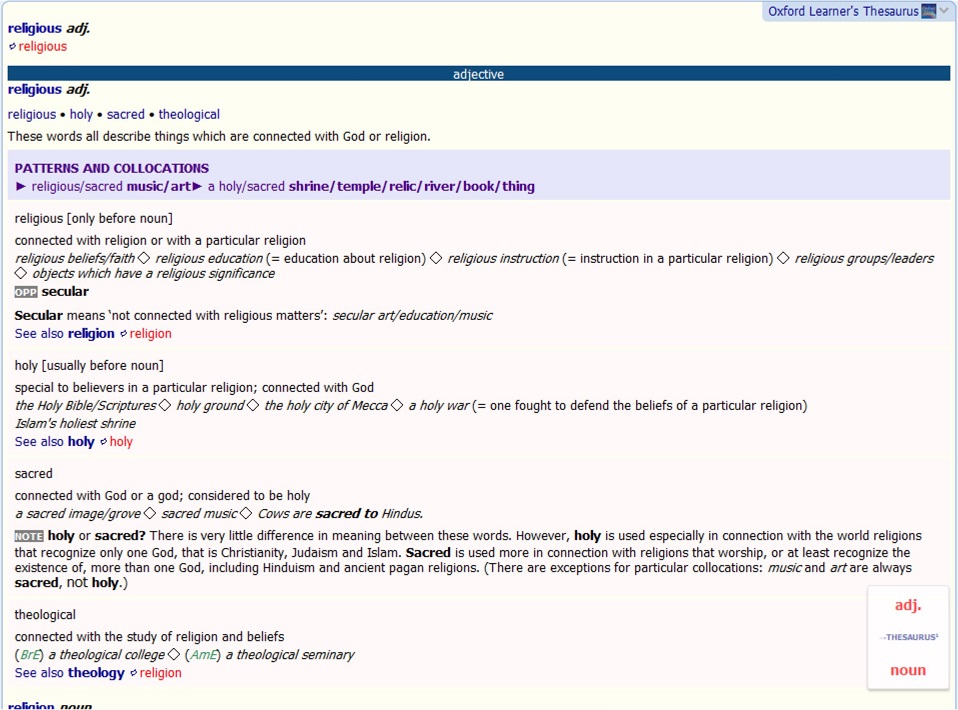 Oxford Learner's Thesaurus
religious adj.
religious
adjective
religious adj.
religious • holy • sacred • theological
These words all describe things which are connected with God or religion.
PATTERNS AND COLLOCATIONS
► religious/sacred music/art► a holy/sacred shrine/temple/relic/river/book/thing
religious [only before noun]
connected with religion or with a particular religion
religious beliefs/faith◇ religious education (= education about religion) ◇ religious instruction (= instruction in a particular religion) ◇ religious groups/leaders
◇ objects which have a religious significance
OPP secular
Secular means ‘not connected with religious matters’: secular art/education/music
See also religion religion
holy [usually before noun]
special to believers in a particular religion; connected with God
the Holy Bible/Scriptures◇ holy ground◇ the holy city of Mecca◇ a holy war (= one fought to defend the beliefs of a particular religion)
Islam's holiest shrine
See also holy holy
sacred
connected with God or a god; considered to be holy
a sacred image/grove◇ sacred music◇ Cows are sacred to Hindus.
NOTE holy or sacred? There is very little difference in meaning between these words. However, holy is used especially in connection with the world religions
that recognize only one God, that is Christianity, Judaism and Islam. Sacred is used more in connection with religions that worship, or at least recognize the
existence of, more than one God, including Hinduism and ancient pagan religions. (There are exceptions for particular collocations: music and art are always
sacred, not holy.)
adj.
theological
connected with the study of religion and beliefs
→THESAURUS¹
(BrE) a theological college◇ (AmE) a theological seminary
See also theology religion
noun
religion noun